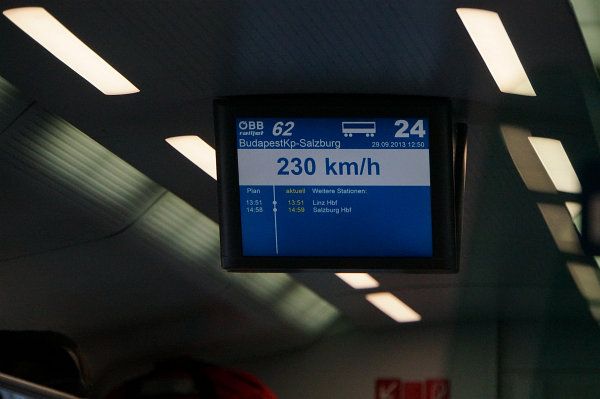 ÖBB 62 24
railjet
BudapestKp-Salzburg 29.09.2013 12:50
230 km/h
Plan aktuell Weitere Stationen:
13:51 13:51 Linz Hbf
14:58 14:59 Salzburg Hbf